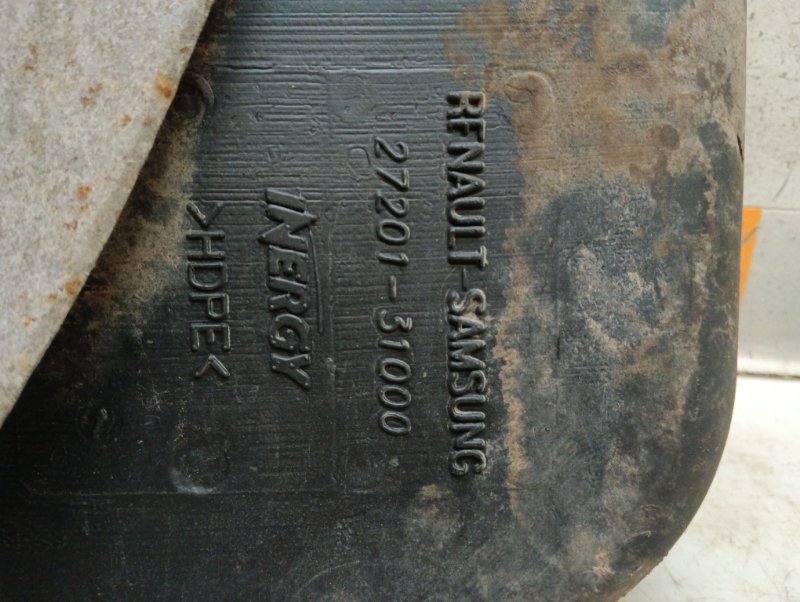 RENAULT-SAMSUNG
27201-31000
INERGY
>HDPE<